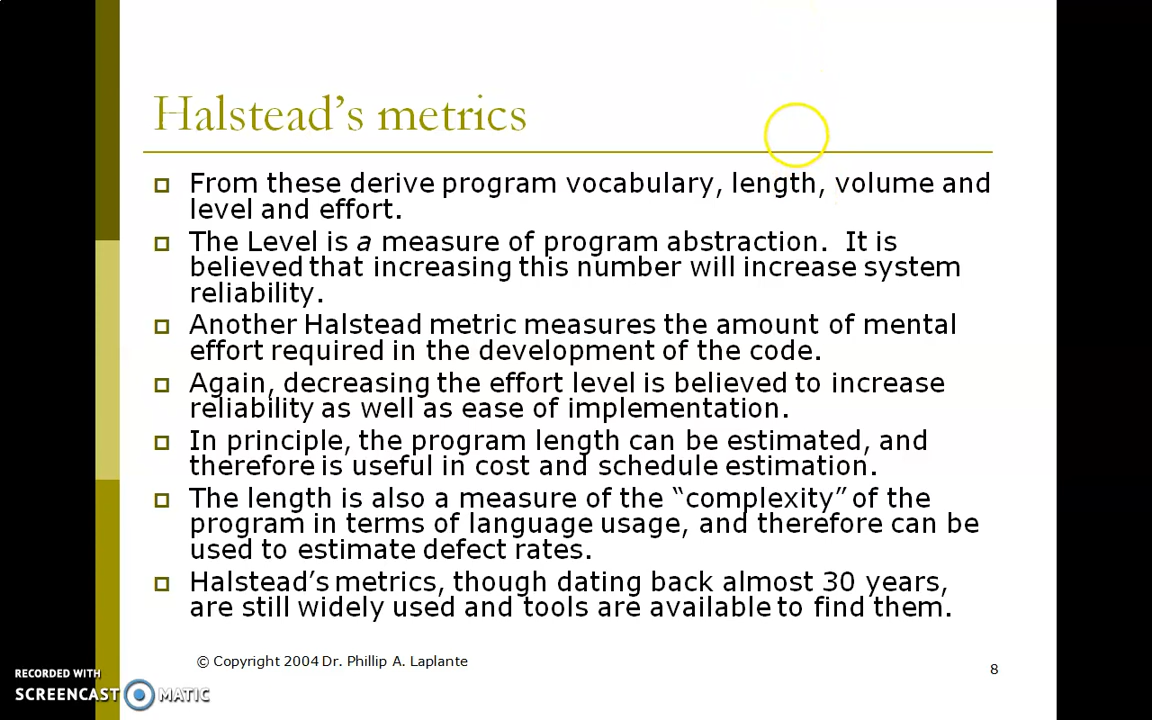 Halstead's metrics
From these derive program vocabulary, length, volume and
level and effort.
The Level is a measure of program abstraction. It is
believed that increasing this number will increase system
reliability.
Another Halstead metric measures the amount of mental
effort required in the development of the code.
Again, decreasing the effort level is believed to increase
reliability as well as ease of implementation.
In principle, the program length can be estimated, and
therefore is useful in cost and schedule estimation.
The length is also a measure of the “complexity” of the
program in terms of language usage, and therefore can be
used to estimate defect rates.
Halstead's metrics, though dating back almost 30 years,
are still widely used and tools are available to find them.
© Copyright 2004 Dr. Phillip A. Laplante
8
RECORDED WITH
SCREENCAST MATIC